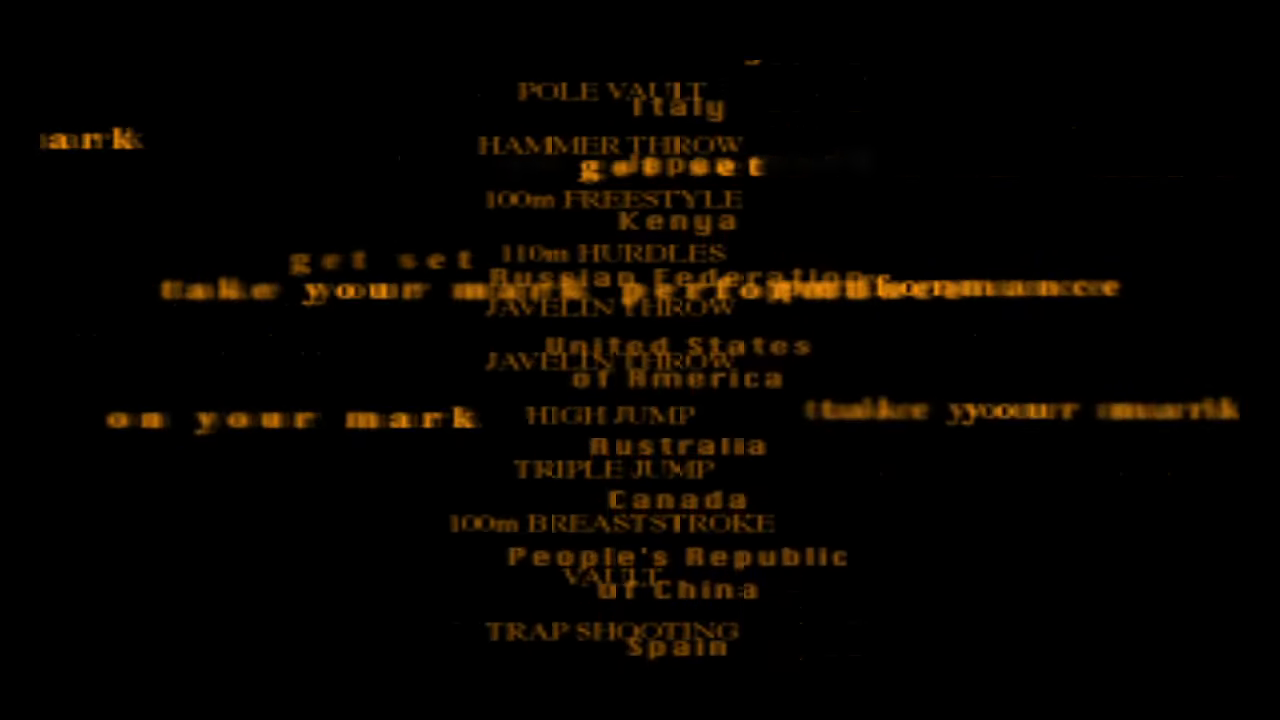 POLE VAULT
Italy
ark
HAMMER THROW
100m FREESTYLE
Kenya
110m HURDLES
get set
Russian Federation
take your mark
JAVELIN THROW
United States
JAVELIN THROW
of America
take your mark
on your mark
HIGH JUMP
Australia
TRIPLE JUMP
Canada
100m BREASTSTROKE
People's Republic
VAULT
of China
TRAP SHOOTING
Spain